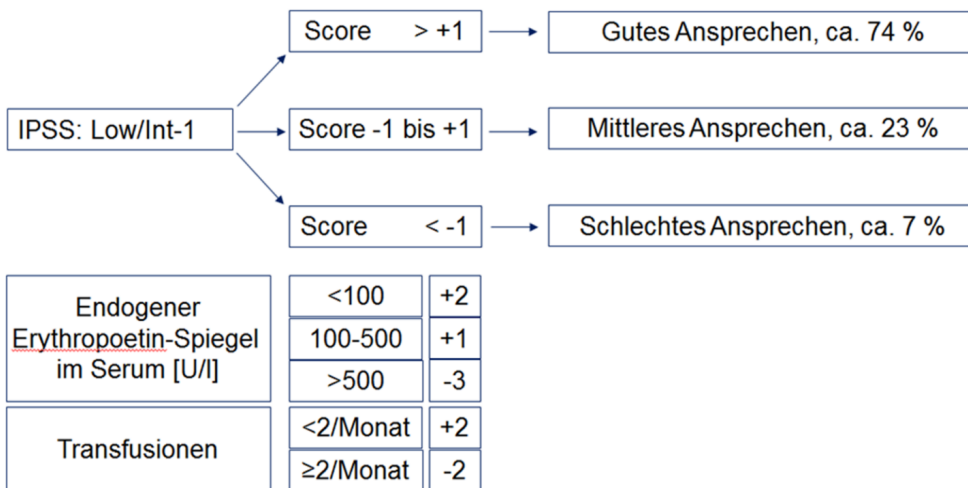 Score > +1
Gutes Ansprechen, ca. 74 %
IPSS: Low/Int-1
Score -1 bis +1
Mittleres Ansprechen, ca. 23 %
Score < -1
Schlechtes Ansprechen, ca. 7 %
Endogener
Erythropoetin-Spiegel
im Serum [U/l]
<100
+2
100-500
+1
>500
-3
Transfusionen
<2/Monat
+2
≥2/Monat
-2